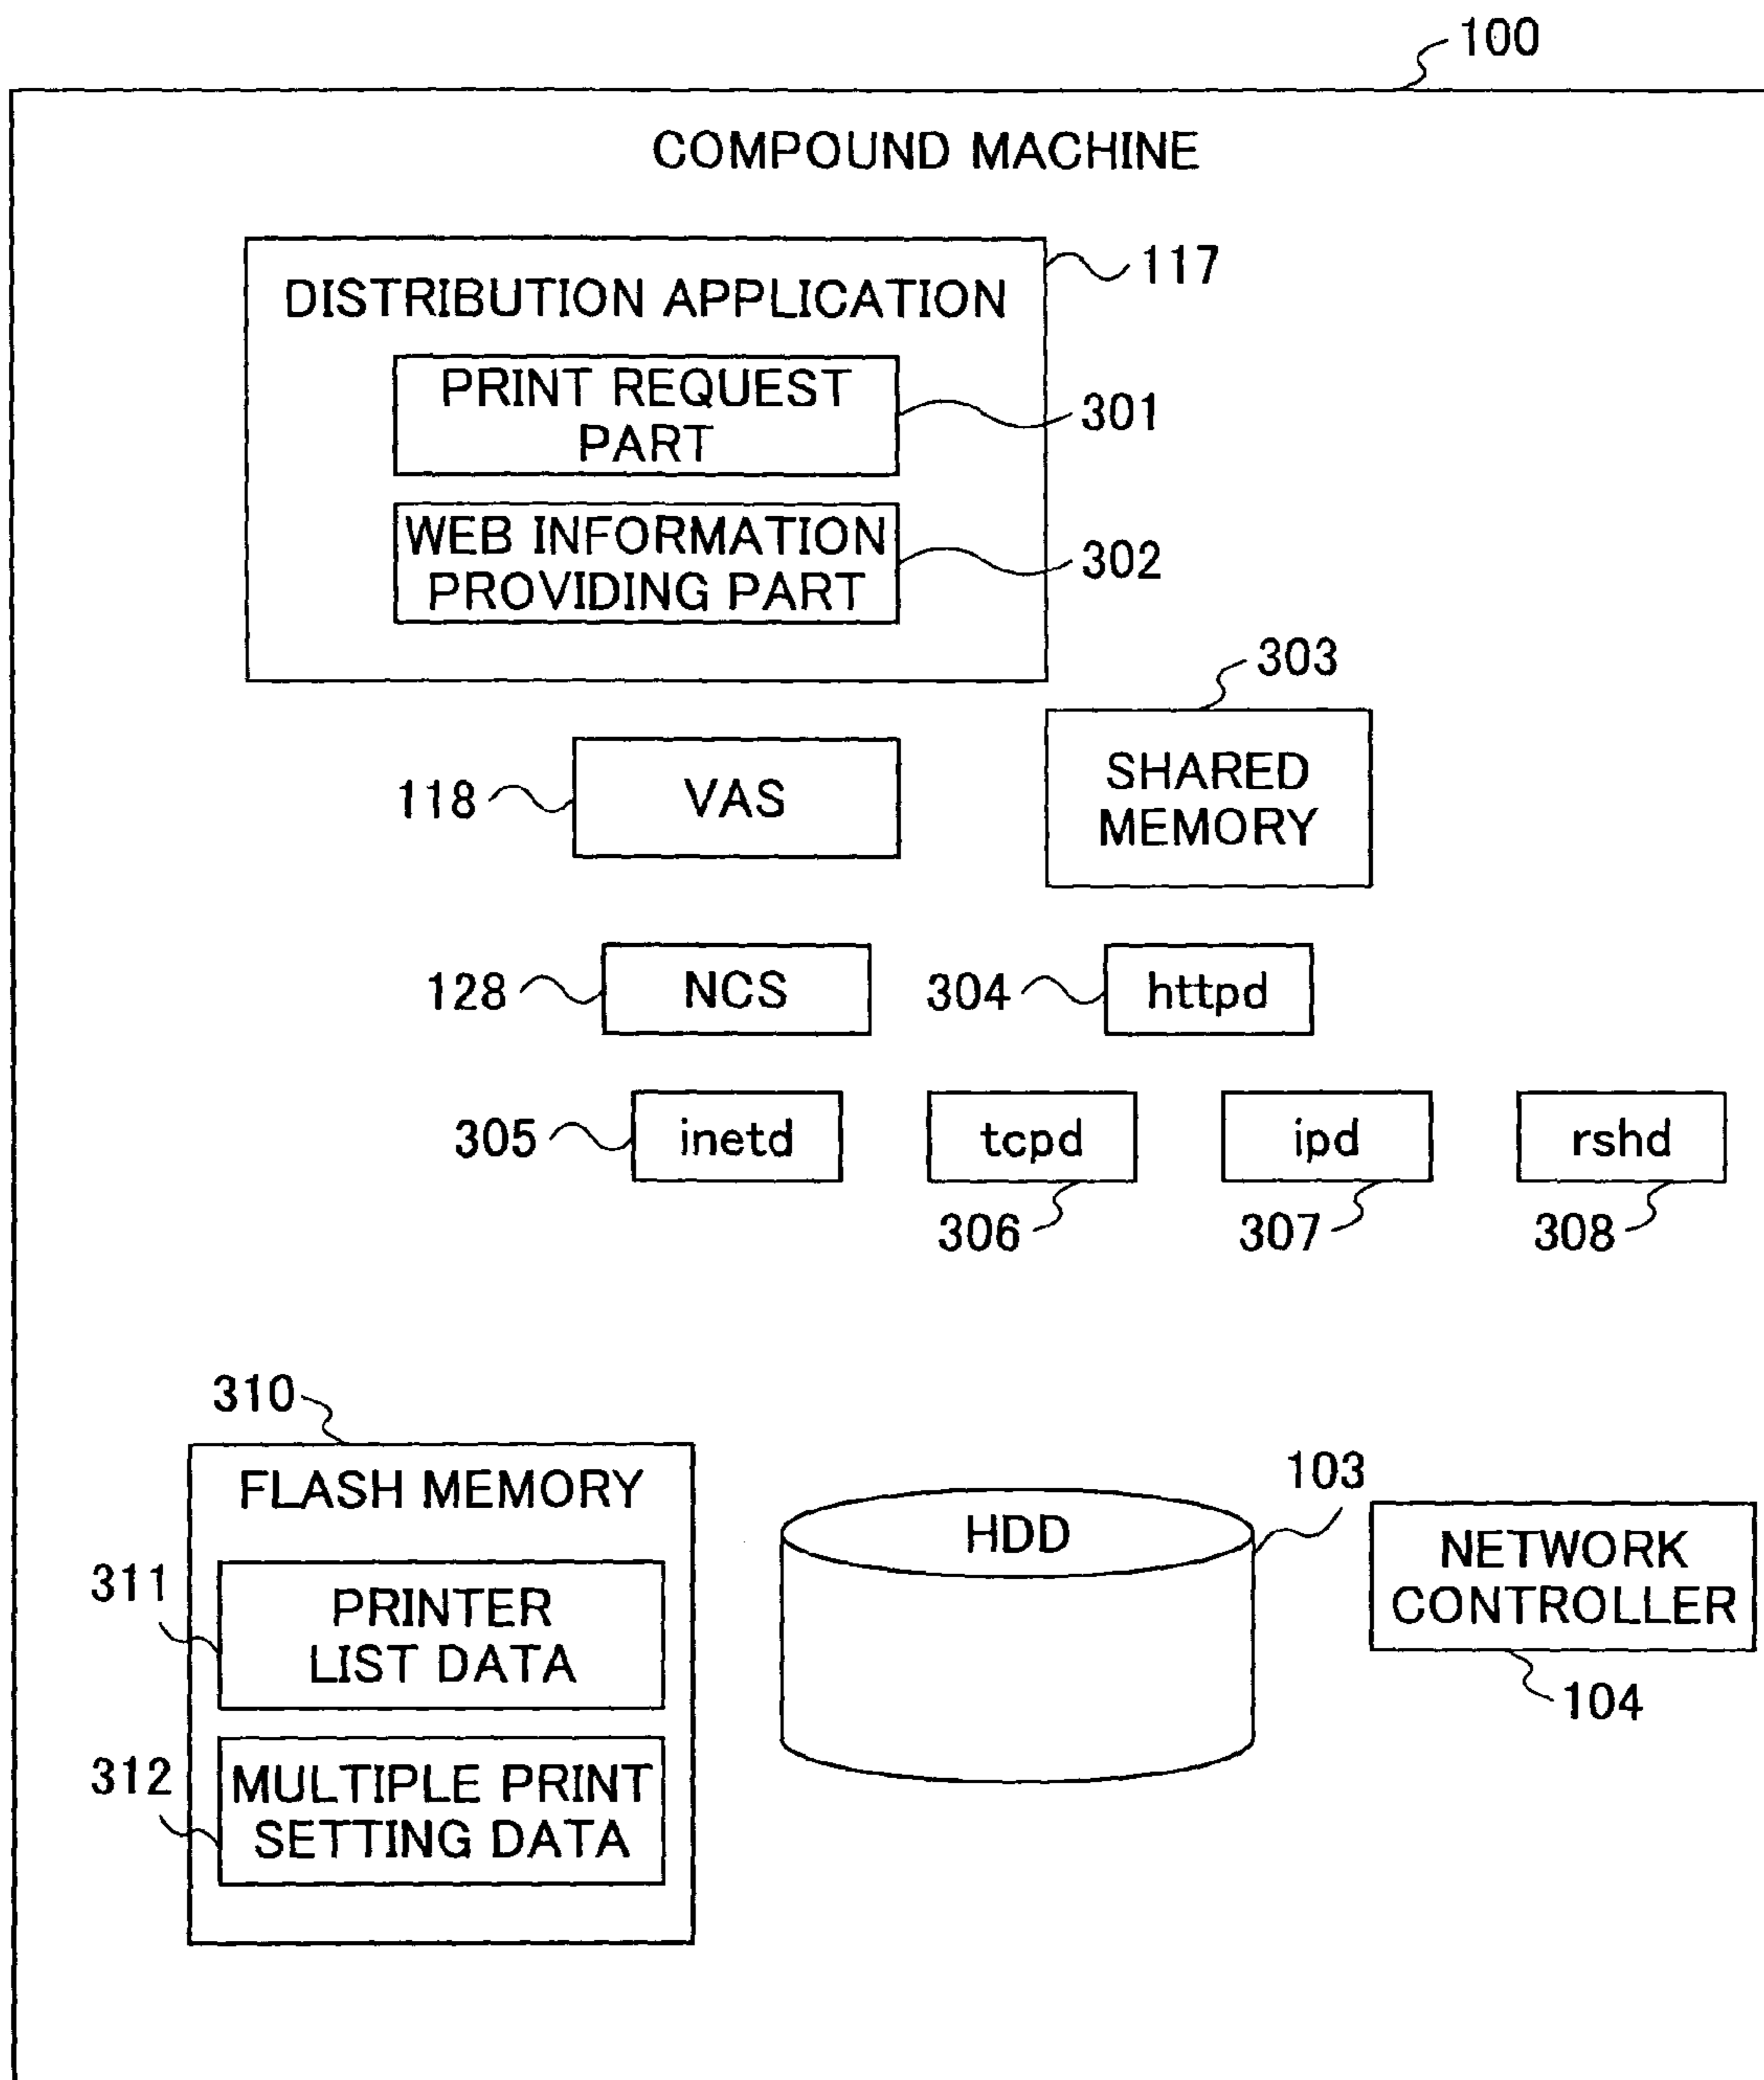 100
COMPOUND MACHINE
117
DISTRIBUTION APPLICATION
PRINT REQUEST
PART
301
WEB INFORMATION
PROVIDING PART
302
303
118
VAS
SHARED
MEMORY
128
NCS
304
httpd
305
inetd
tcpd
ipd
rshd
306
307
308
310
FLASH MEMORY
103
HDD
NETWORK
CONTROLLER
311
PRINTER
LIST DATA
104
312
MULTIPLE PRINT
SETTING DATA